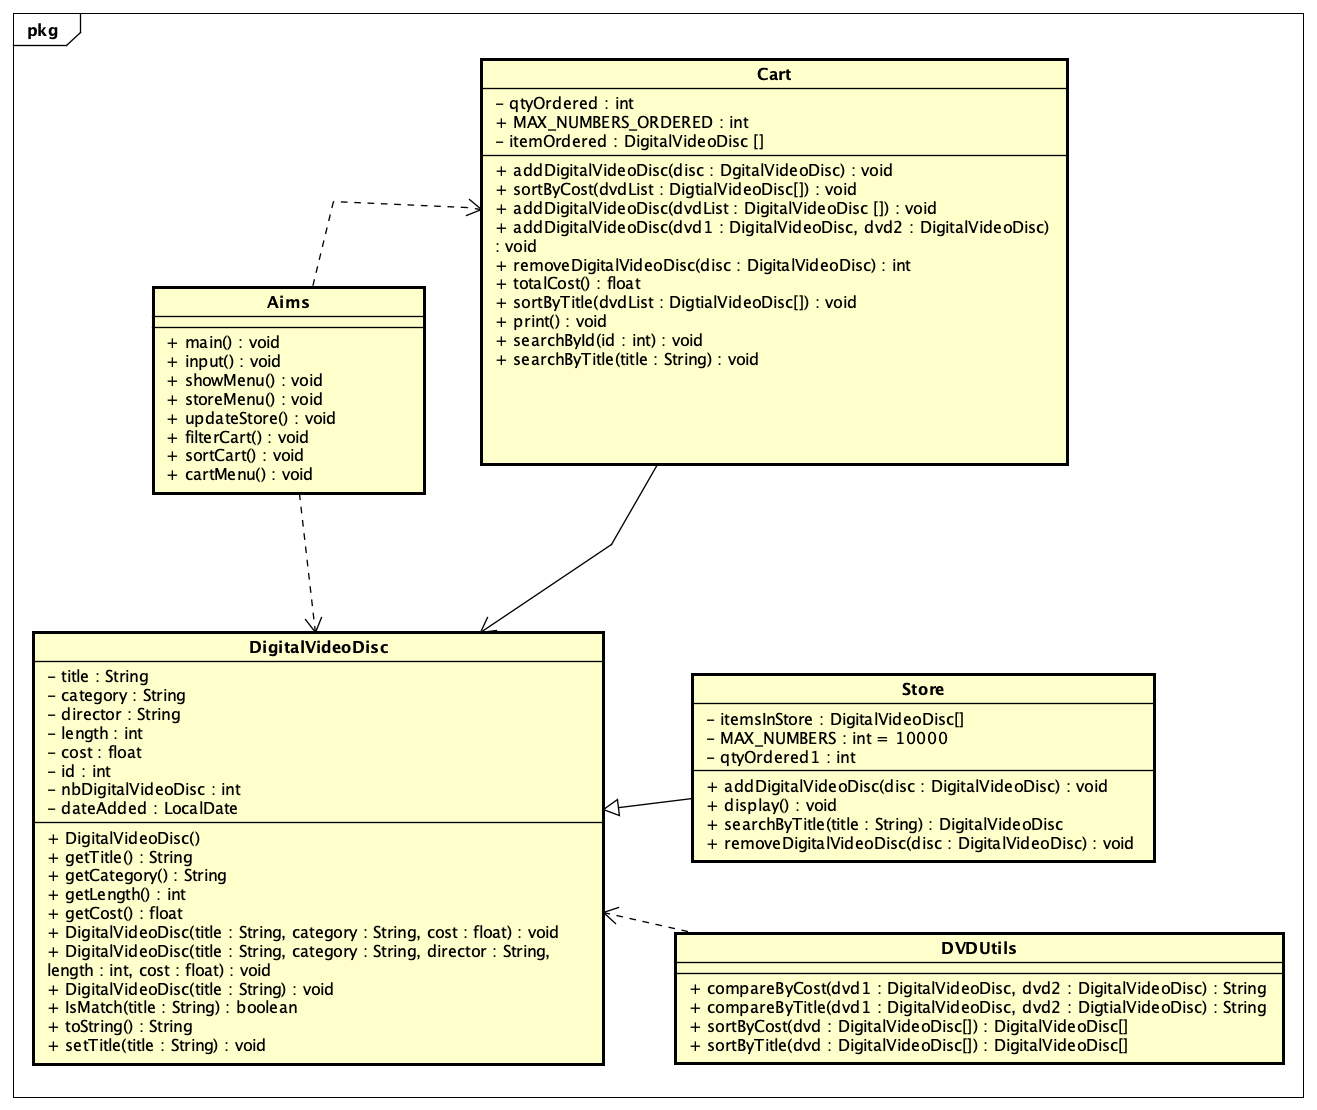 pkg
Cart
– qtyOrdered : int
+ MAX_NUMBERS_ORDERED : int
– itemOrdered : DigitalVideoDisc []
+ addDigitalVideoDisc(disc : DgitalVideoDisc) : void
+ sortByCost(dvdList : DigtialVideoDisc[]) : void
+ addDigitalVideoDisc(dvdList : DigitalVideoDisc []) : void
+ addDigitalVideoDisc(dvd1 : DigitalVideoDisc, dvd2 : DigitalVideoDisc)
: void
+ removeDigitalVideoDisc(disc : DigitalVideoDisc) : int
+ totalCost() : float
+ sortByTitle(dvdList : DigtialVideoDisc[]) : void
+ print() : void
+ searchById(id : int) : void
+ searchByTitle(title : String) : void
Aims
+ main() : void
+ input() : void
+ showMenu() : void
+ storeMenu() : void
+ updateStore() : void
+ filterCart() : void
+ sortCart() : void
+ cartMenu() : void
DigitalVideoDisc
– title : String
– category : String
– director : String
– length : int
– cost : float
– id : int
– nbDigitalVideoDisc : int
– dateAdded : LocalDate
+ DigitalVideoDisc()
+ getTitle() : String
+ getCategory() : String
+ getLength() : int
+ getCost() : float
+ DigitalVideoDisc(title : String, category : String, cost : float) : void
+ DigitalVideoDisc(title : String, category : String, director : String,
length : int, cost : float) : void
+ DigitalVideoDisc(title : String) : void
+ IsMatch(title : String) : boolean
+ toString() : String
+ setTitle(title : String) : void
Store
– itemsInStore : DigitalVideoDisc[]
– MAX_NUMBERS : int = 10000
– qtyOrdered1 : int
+ addDigitalVideoDisc(disc : DigitalVideoDisc) : void
+ display() : void
+ searchByTitle(title : String) : DigitalVideoDisc
+ removeDigitalVideoDisc(disc : DigitalVideoDisc) : void
DVDUtils
+ compareByCost(dvd1 : DigitalVideoDisc, dvd2 : DigitalVideoDisc) : String
+ compareByTitle(dvd1 : DigitalVideoDisc, dvd2 : DigitalVideoDisc) : String
+ sortByCost(dvd : DigitalVideoDisc[]) : DigitalVideoDisc[]
+ sortByTitle(dvd : DigitalVideoDisc[]) : DigitalVideoDisc[]